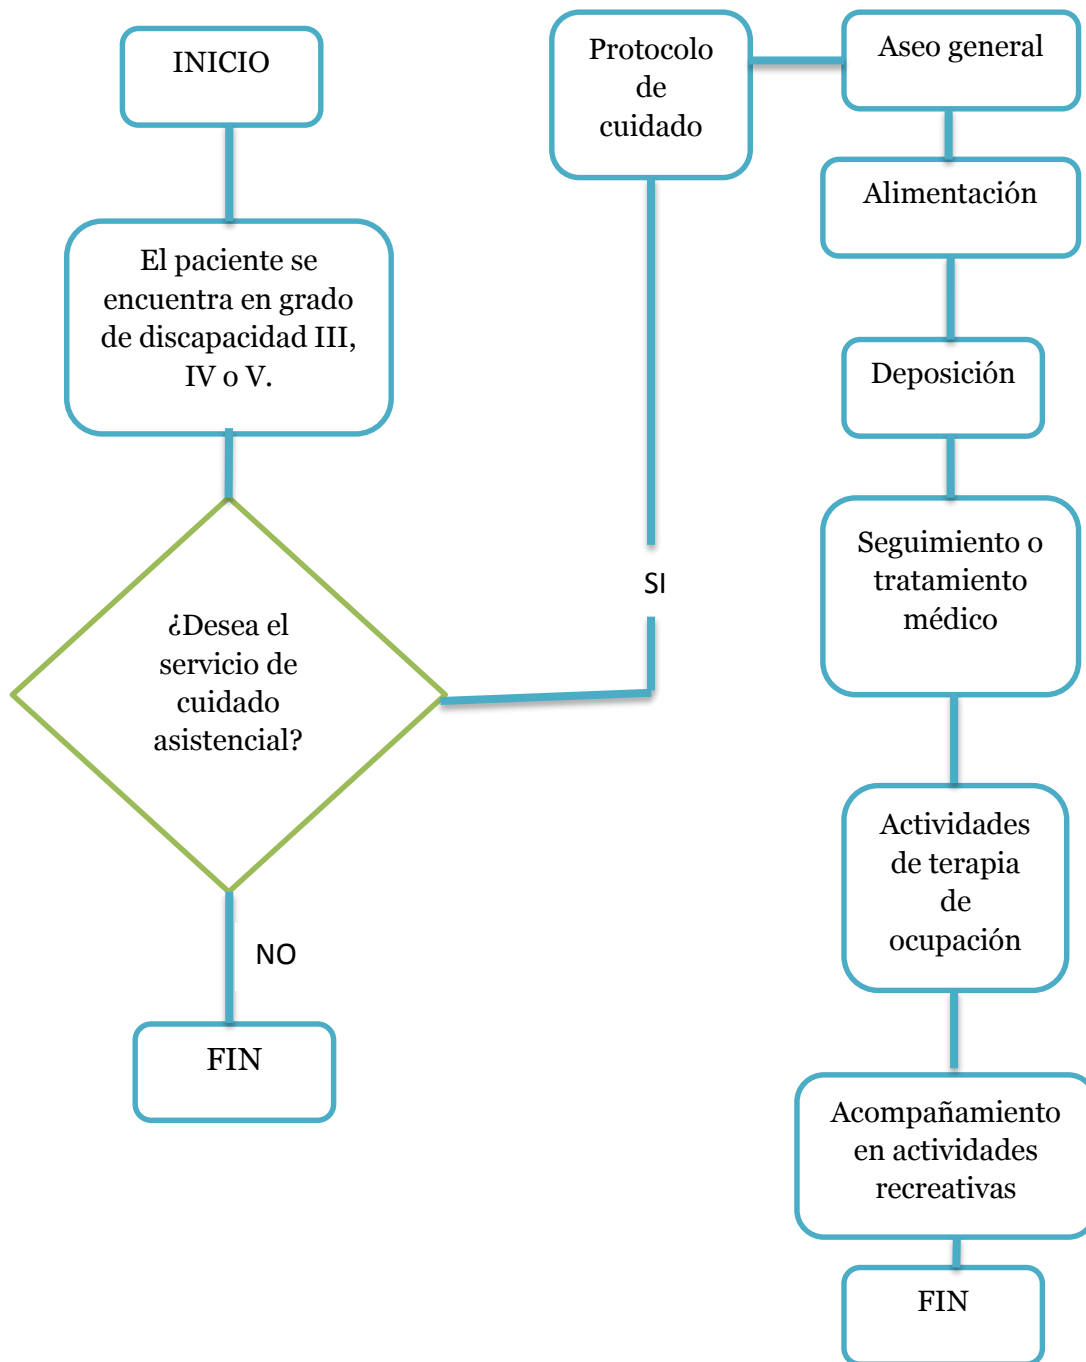 INICIO
El paciente se
encuentra en grado
de discapacidad III,
IV o V.
¿Desea el
servicio de
cuidado
asistencial?
NO
FIN
SI
Protocolo
de
cuidado
Aseo general
Alimentación
Deposición
Seguimiento o
tratamiento
médico
Actividades
de terapia
de
ocupación
Acompañamiento
en actividades
recreativas
FIN